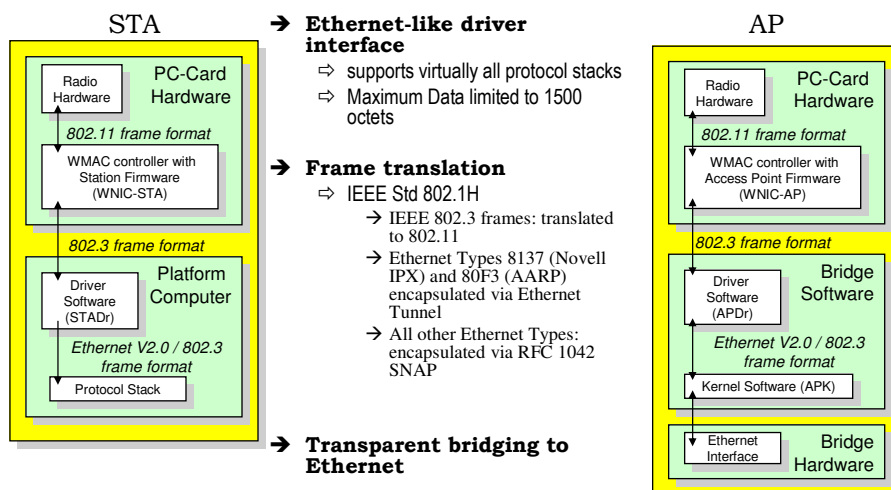 STA
PC-Card
Hardware
Radio
Hardware
802.11 frame format
WMAC controller with
Station Firmware
(WNIC-STA)
802.3 frame format
Platform
Computer
Driver
Software
(STADr)
Ethernet V2.0 / 802.3
frame format
Protocol Stack
➔ Ethernet-like driver
interface
⇨ supports virtually all protocol stacks
⇨ Maximum Data limited to 1500
octets
➔ Frame translation
⇨ IEEE Std 802.1H
→ IEEE 802.3 frames: translated
to 802.11
→ Ethernet Types 8137 (Novell
IPX) and 80F3 (AARP)
encapsulated via Ethernet
Tunnel
→ All other Ethernet Types:
encapsulated via RFC 1042
SNAP
➔ Transparent bridging to
Ethernet
AP
PC-Card
Hardware
Radio
Hardware
802.11 frame format
WMAC controller with
Access Point Firmware
(WNIC-AP)
802.3 frame format
Bridge
Software
Driver
Software
(APDr)
Ethernet V2.0 / 802.3
frame format
Kernel Software (APK)
Ethernet
Interface
Bridge
Hardware